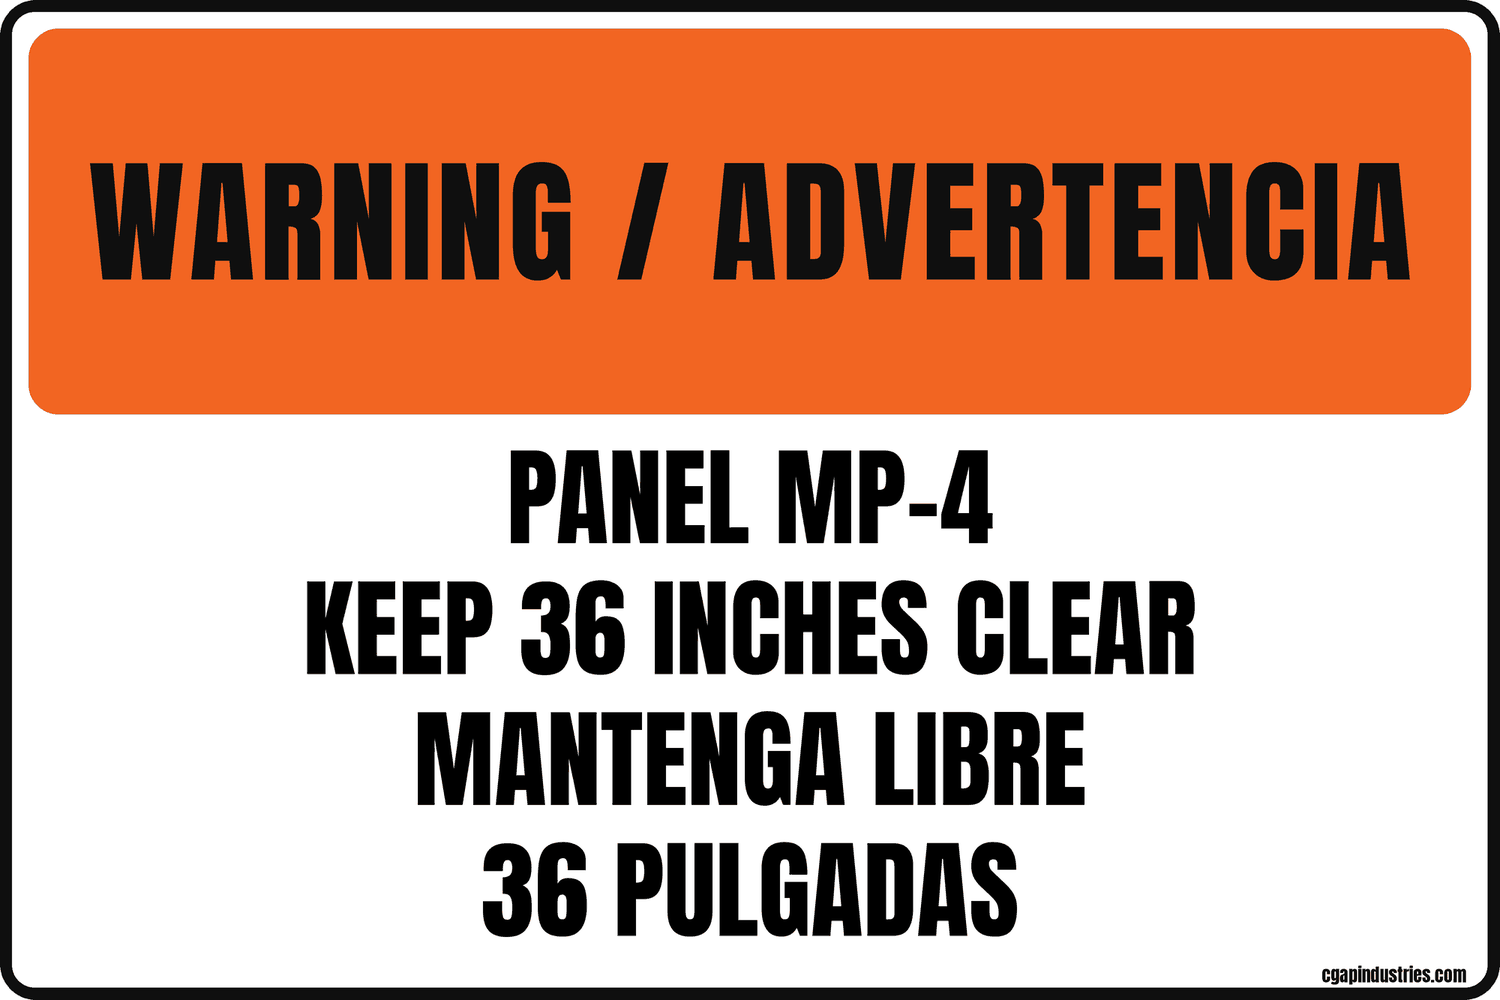 WARNING / ADVERTENCIA
PANEL MP-4
KEEP 36 INCHES CLEAR
MANTENGA LIBRE
36 PULGADAS
cgapindustries.com